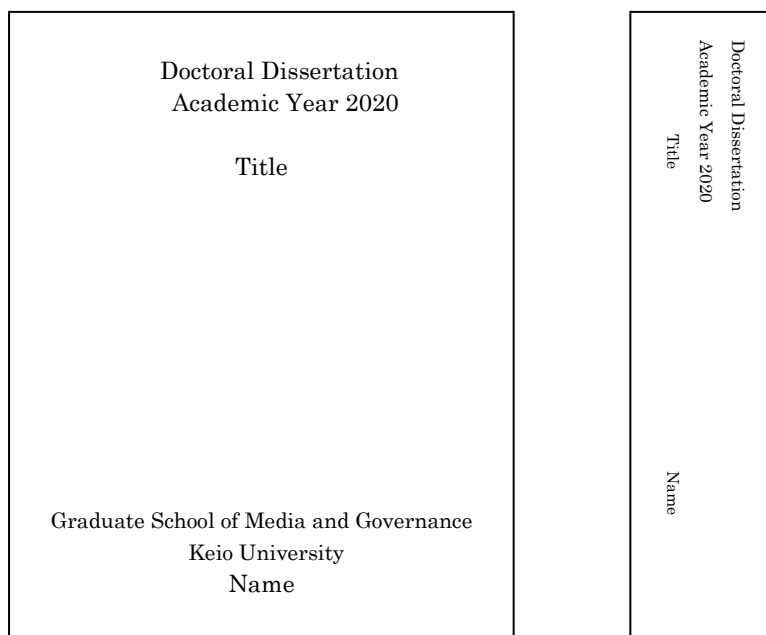 Doctoral Dissertation
Academic Year 2020
Title
Graduate School of Media and Governance
Keio University
Name
Doctoral Dissertation
Academic Year 2020
Title
Name